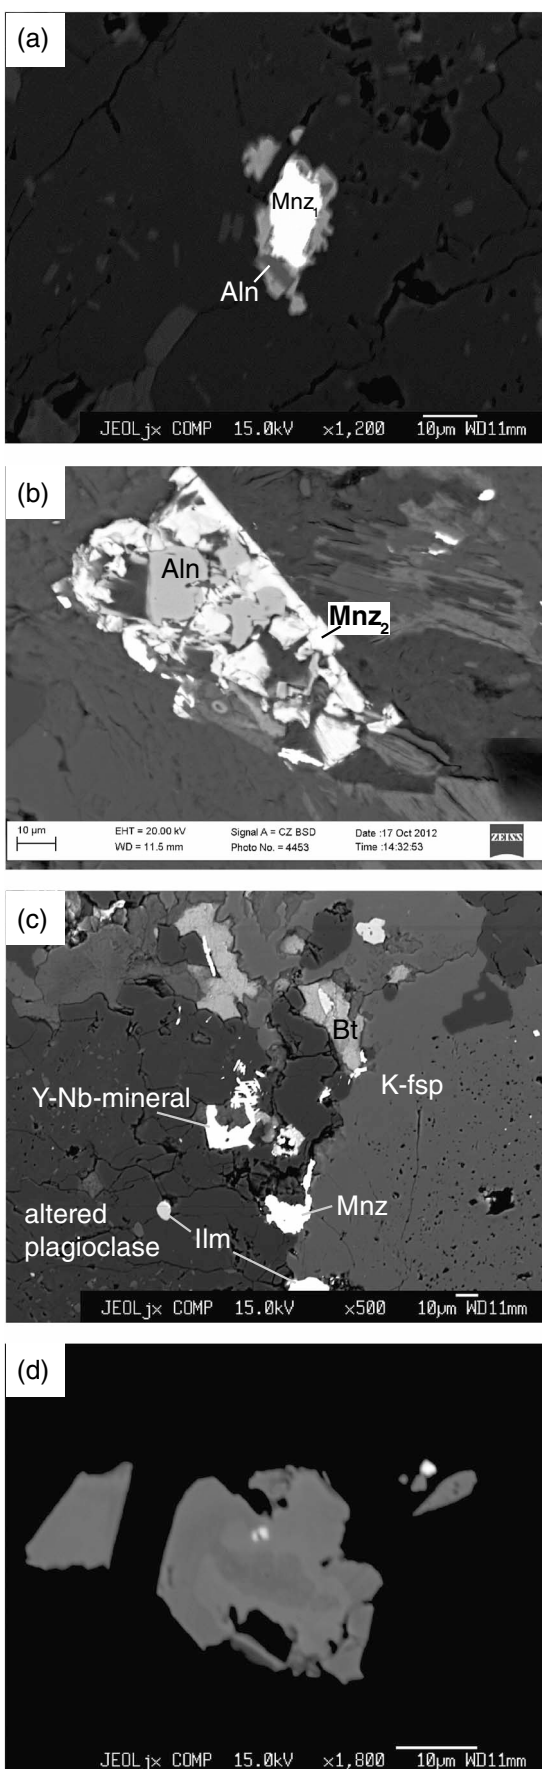 (a)
Mnz1
Aln
JEOLjx COMP 15.0kV x1,200 10µm WD11mm
(b)
Aln
Mnz2
10 µm
EHT = 20.00 kV Signal A = CZ BSD Date :17 Oct 2012
WD = 11.5 mm Photo No. = 4453 Time :14:32:53
ZEISS
(c)
Bt
K-fsp
Y-Nb-mineral
Mnz
altered
plagioclase
Ilm
JEOLjx COMP 15.0kV x500 10µm WD11mm
(d)
JEOLjx COMP 15.0kV x1,800 10µm WD11mm